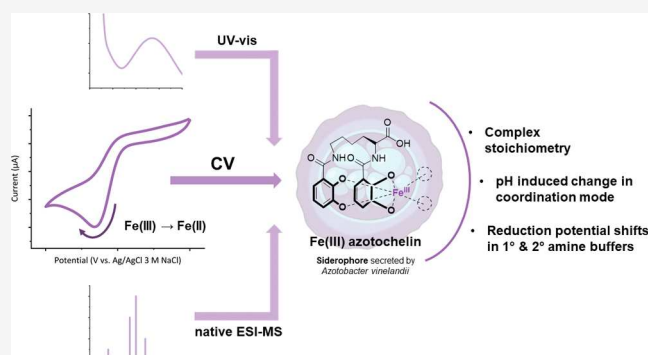 UV-vis
Current (µA)
CV
Fe(III) → Fe(II)
Potential (V vs. Ag/AgCl 3 M NaCl)
native ESI-MS
O
OH
O
NH
O
NH
O
O
O
O
Fe^III
Fe(III) azotochelin
Siderophore secreted by
Azotobacter vinelandii
• Complex
stoichiometry
• pH induced change in
coordination mode
• Reduction potential shifts
in 1° & 2° amine buffers